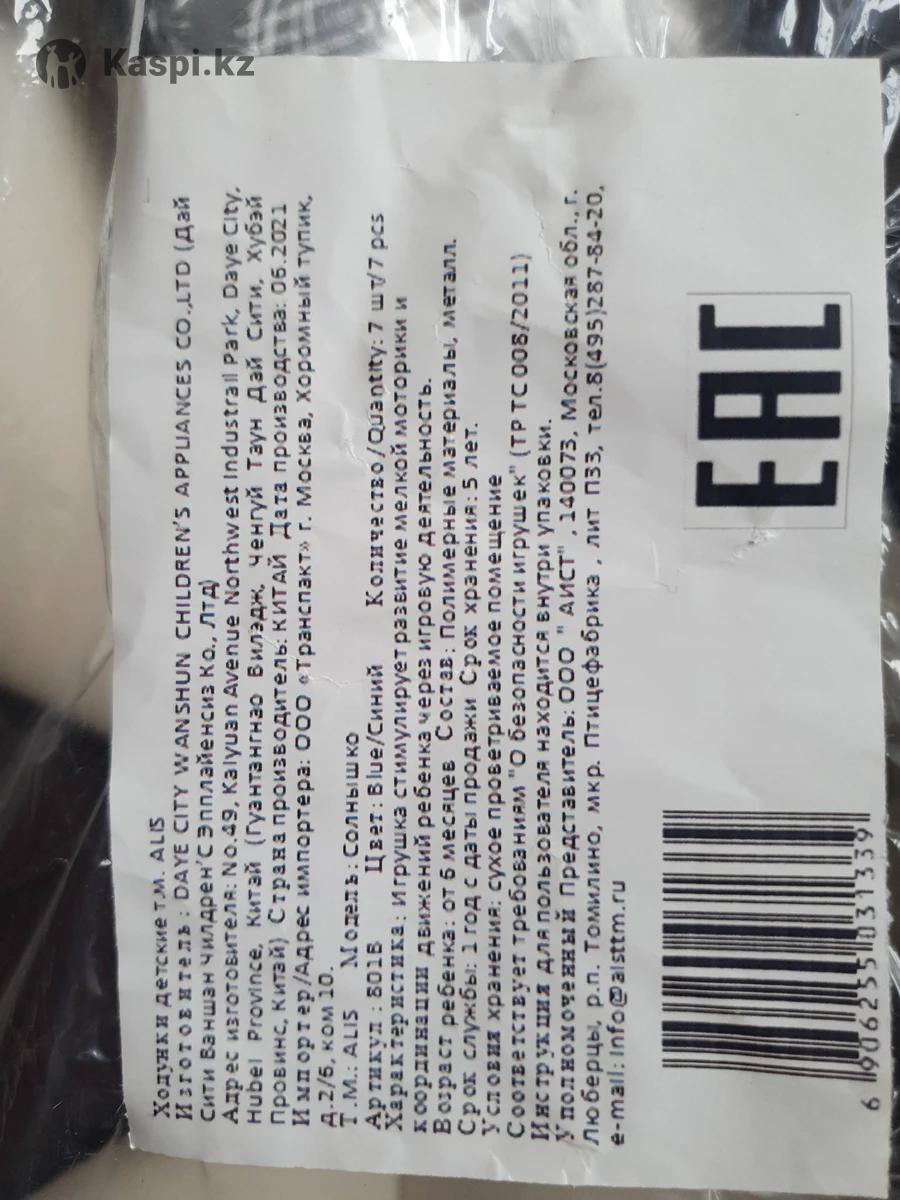 Kaspi.kz
Ходунки детские т.м. ALIS
Изготовитель: DAYE CITY WANSHUN CHILDREN'S APPLIANCES CO.,LTD (Дай
Сити Ваншан Чилдрен'С Эпплайенсиз Ко., Лтд)
Адрес изготовителя: No.49, Kaiyuan Avenue Northwest Industrail Park, Daye City,
Hubei Province, Китай (Гуантангнао Вилэдж, Ченгуй Таун Дай Сити, Хубэй
Провинс, Китай) Страна производитель: КИТАЙ Дата производства: 06.2021
Импортер/Адрес импортера: ООО «Транспакт» г. Москва, Хоромный тупик,
д.2/6, ком 10.
Т.М.: ALIS Модель: Солнышко
Артикул: 801B Цвет: Blue/Синий Количество/Quantity: 7 шт/7 pcs
Характеристика: Игрушка стимулирует развитие мелкой моторики и
координации движений ребенка через игровую деятельность.
Возраст ребенка: от 6 месяцев Состав: Полимерные материалы, металл.
Срок службы: 1 год с даты продажи Срок хранения: 5 лет.
Условия хранения: сухое проветриваемое помещение
Соответствует требованиям "О безопасности игрушек" (ТР ТС 008/2011)
Инструкция для пользователя находится внутри упаковки.
Уполномоченный Представитель: ООО " АИСТ" , 140073, Московская обл., г.
Люберцы, р.п. Томилино, мкр. Птицефабрика , лит П33, тел.8(495)287-84-20,
e-mail: info@aisttm.ru
EAC
6 906255 031339